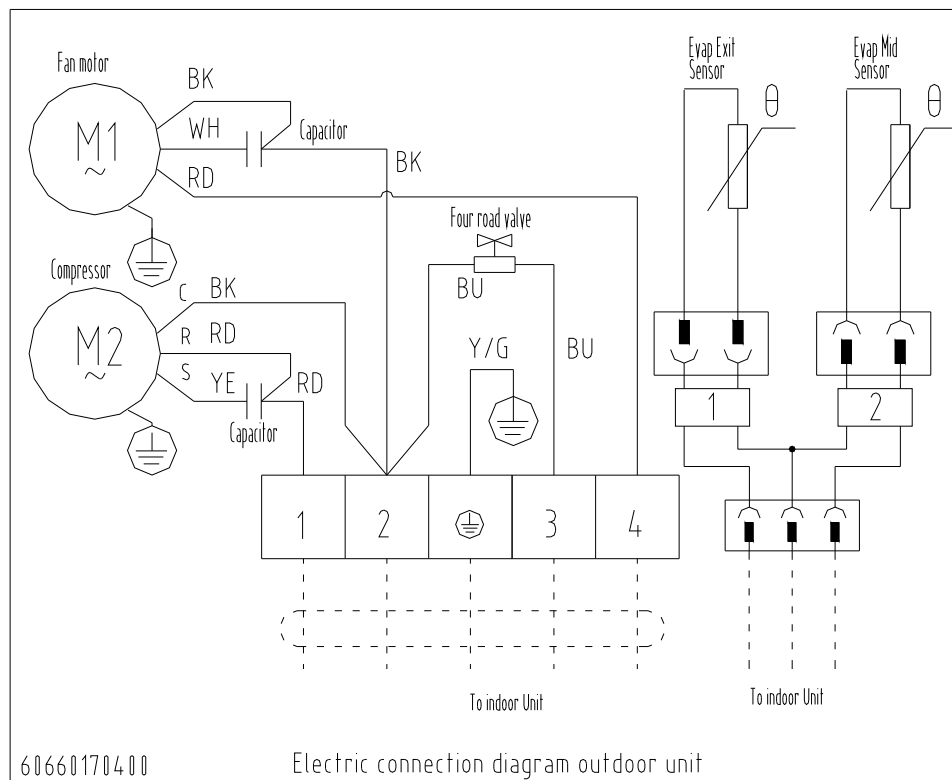 Fan motor
Evap Exit
Sensor
Evap Mid
Sensor
BK
θ
θ
M1
~
WH
Capacitor
BK
RD
Four road valve
Compressor
C
BK
BU
M2
~
R
RD
Y/G
BU
S
YE
RD
1
2
Capacitor
1
2
3
4
To indoor Unit
To indoor Unit
60660170400
Electric connection diagram outdoor unit